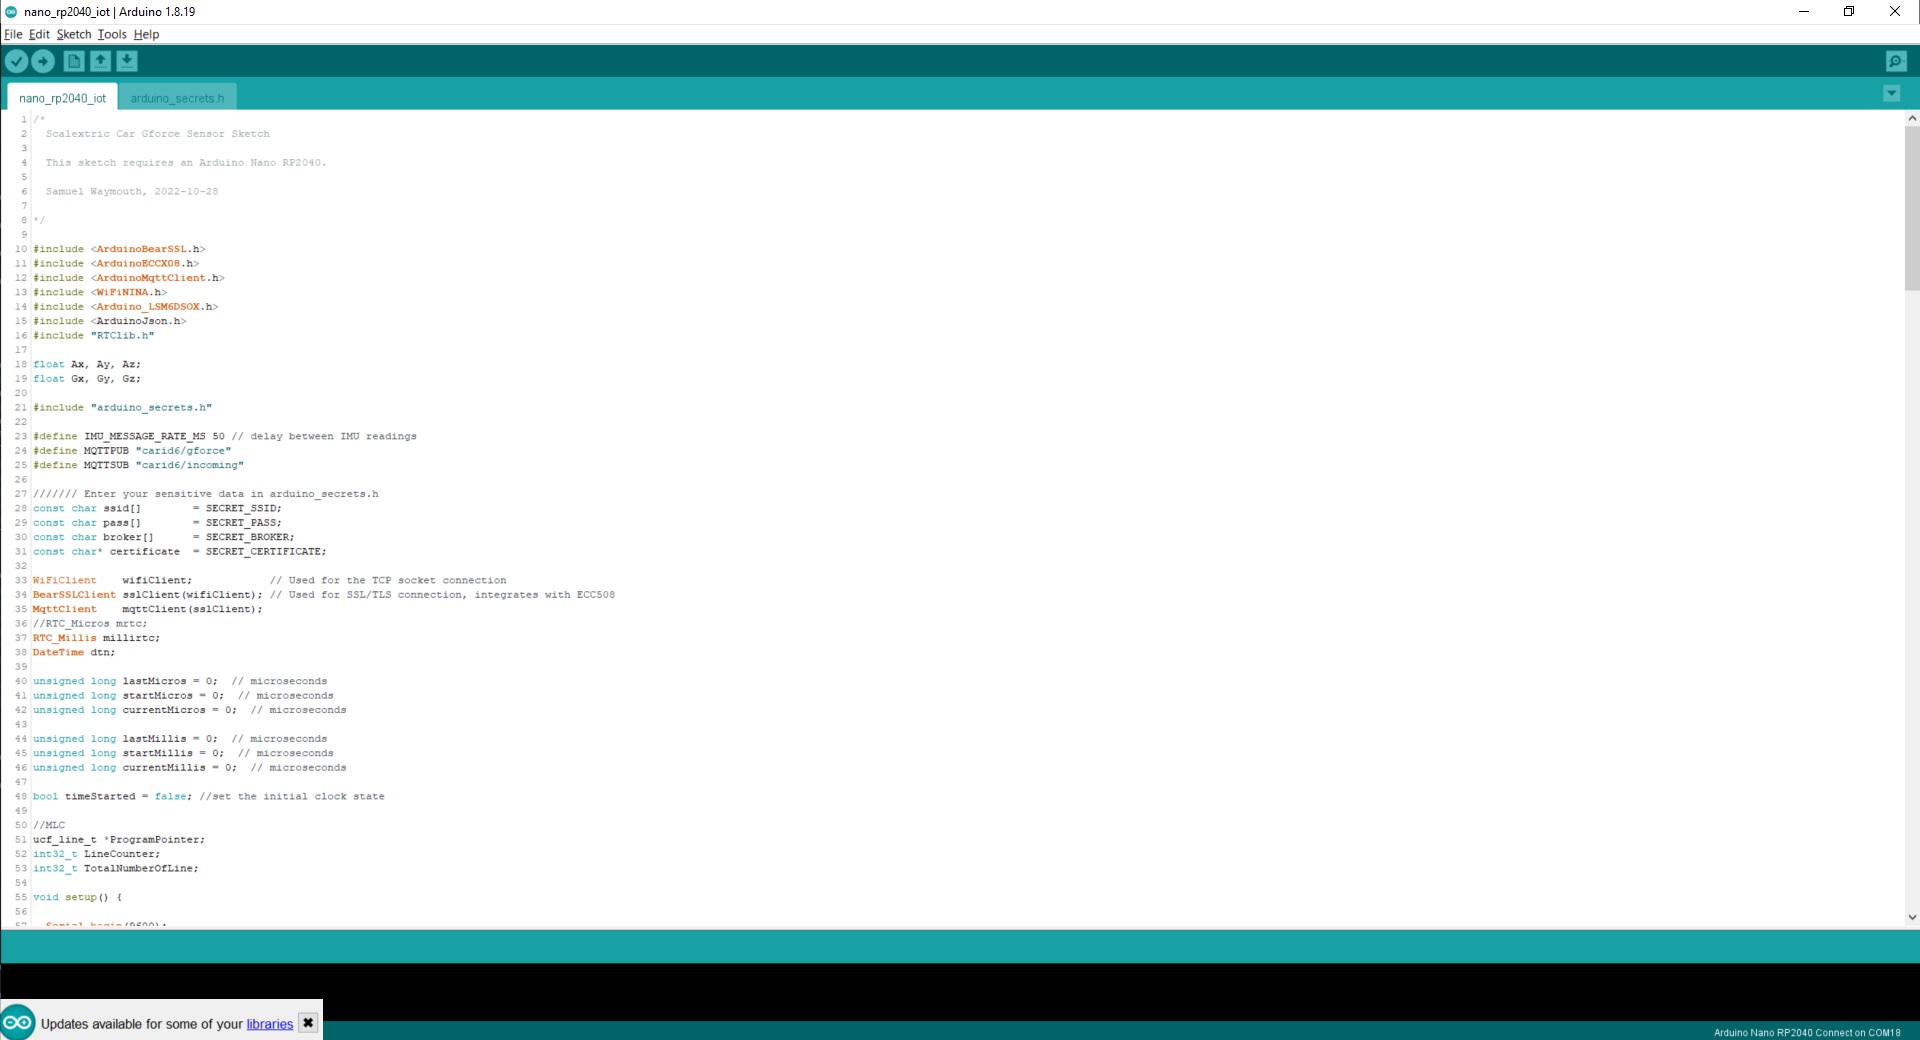 nano_rp2040_iot | Arduino 1.8.19
File Edit Sketch Tools Help
nano_rp2040_iot arduino_secrets.h
1 /*
2 Scalextric Car Gforce Sensor Sketch
3
4 This sketch requires an Arduino Nano RP2040.
5
6 Samuel Waymouth, 2022-10-28
7
8 */
9
10 #include <ArduinoBearSSL.h>
11 #include <ArduinoECCX08.h>
12 #include <ArduinoMqttClient.h>
13 #include <WiFiNINA.h>
14 #include <Arduino_LSM6DSOX.h>
15 #include <ArduinoJson.h>
16 #include "RTClib.h"
17
18 float Ax, Ay, Az;
19 float Gx, Gy, Gz;
20
21 #include "arduino_secrets.h"
22
23 #define IMU_MESSAGE_RATE_MS 50 // delay between IMU readings
24 #define MQTTPUB "carid6/gforce"
25 #define MQTTSUB "carid6/incoming"
26
27 /////// Enter your sensitive data in arduino_secrets.h
28 const char ssid[] = SECRET_SSID;
29 const char pass[] = SECRET_PASS;
30 const char broker[] = SECRET_BROKER;
31 const char* certificate = SECRET_CERTIFICATE;
32
33 WiFiClient wifiClient; // Used for the TCP socket connection
34 BearSSLClient sslClient(wifiClient); // Used for SSL/TLS connection, integrates with ECC508
35 MqttClient mqttClient(sslClient);
36 //RTC_Micros mrtc;
37 RTC_Millis millirtc;
38 DateTime dtn;
39
40 unsigned long lastMicros = 0; // microseconds
41 unsigned long startMicros = 0; // microseconds
42 unsigned long currentMicros = 0; // microseconds
43
44 unsigned long lastMillis = 0; // microseconds
45 unsigned long startMillis = 0; // microseconds
46 unsigned long currentMillis = 0; // microseconds
47
48 bool timeStarted = false; //set the initial clock state
49
50 //MLC
51 ucf_line_t *ProgramPointer;
52 int32_t LineCounter;
53 int32_t TotalNumberOfLine;
54
55 void setup() {
56
57 Serial.begin(9600);
Updates available for some of your libraries
Arduino Nano RP2040 Connect on COM18